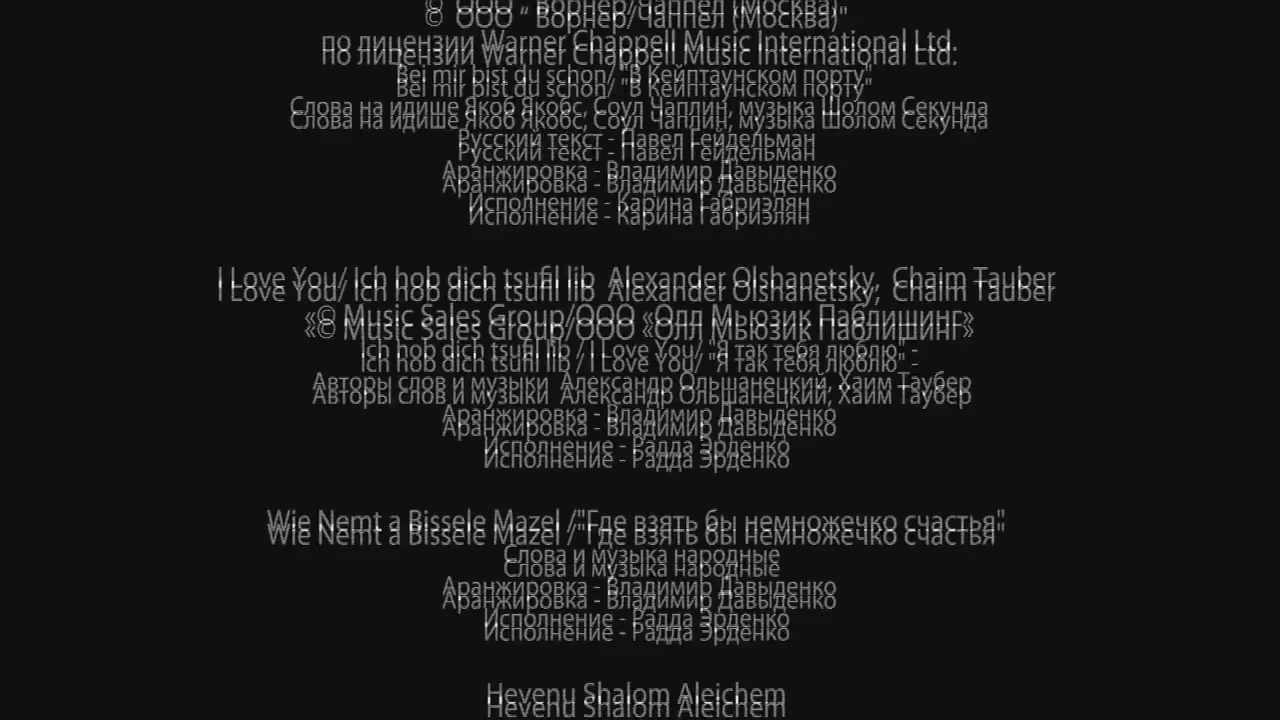 © ООО “ Ворнер/Чаппел (Москва)"
по лицензии Warner Chappell Music International Ltd.
Bei mir bist du schon/ "В Кейптаунском порту"
Слова на идише Якоб Якобс, Соул Чаплин, музыка Шолом Секунда
Русский текст - Павел Гейдельман
Аранжировка - Владимир Давыденко
Исполнение - Карина Габриэлян
I Love You/ Ich hob dich tsufil lib Alexander Olshanetsky, Chaim Tauber
«© Music Sales Group/ООО «Олл Мьюзик Паблишинг»
Ich hob dich tsufil lib / I Love You/ "Я так тебя люблю" -
Авторы слов и музыки Александр Ольшанецкий, Хаим Таубер
Аранжировка - Владимир Давыденко
Исполнение - Радда Эрденко
Wie Nemt a Bissele Mazel /"Где взять бы немножечко счастья"
Слова и музыка народные
Аранжировка - Владимир Давыденко
Исполнение - Радда Эрденко
Hevenu Shalom Aleichem